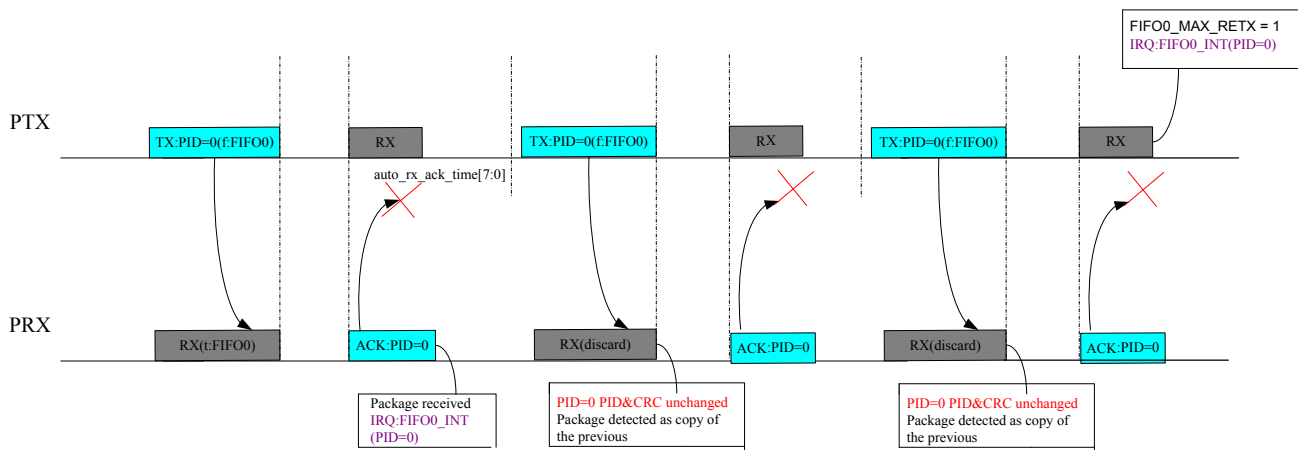 FIFO0_MAX_RETX = 1
IRQ:FIFO0_INT(PID=0)
PTX
TX:PID=0(f:FIFO0)
RX
TX:PID=0(f:FIFO0)
RX
TX:PID=0(f:FIFO0)
RX
auto_rx_ack_time[7:0]
PRX
RX(t:FIFO0)
ACK:PID=0
RX(discard)
ACK:PID=0
RX(discard)
ACK:PID=0
Package received
IRQ:FIFO0_INT
(PID=0)
PID=0 PID&CRC unchanged
Package detected as copy of
the previous
PID=0 PID&CRC unchanged
Package detected as copy of
the previous